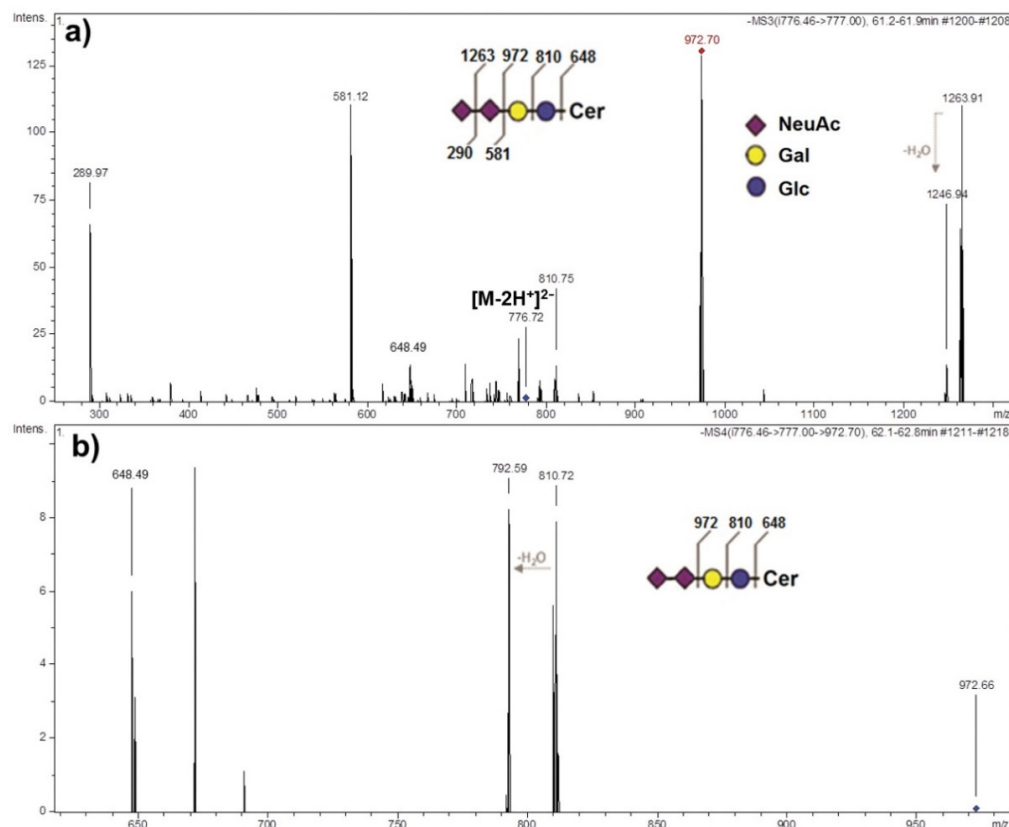 Intens.
1.
a)
-MS3(i776.46->777.00), 61.2-61.9min #1200-#1208
972.70
125
1263 972 810 648
581.12
1263.91
Cer
NeuAc
100
290 581
Gal
-H₂O
289.97
Glc
1246.94
75
50
[M-2H⁺]²⁻
810.75
776.72
25
648.49
0
300 400 500 600 700 800 900 1000 1100 1200 m/z
Intens.
1.
b)
-MS4(i776.46->777.00->972.70), 62.1-62.8min #1211-#1218
648.49
792.59
810.72
8
972 810 648
-H₂O
Cer
6
4
972.66
2
0
650 700 750 800 850 900 950 m/z